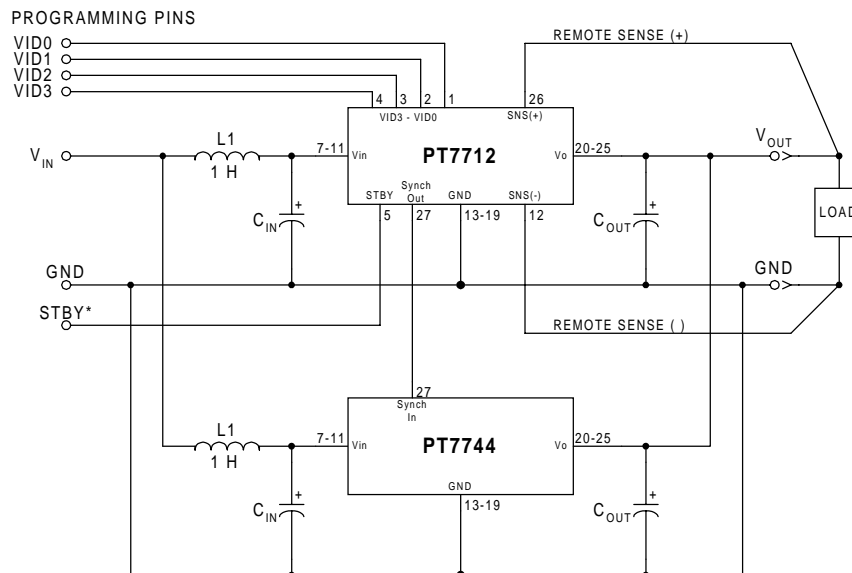 PROGRAMMING PINS
VID0
VID1
VID2
VID3
REMOTE SENSE (+)
4 3 2 1 26
VID3 - VID0 SNS(+)
L1
1 H
V IN
7-11 Vin PT7712 Vo 20-25
V OUT
STBY Synch Out GND SNS(-)
5 27 13-19 12
C IN
+
C OUT
+
LOAD
GND
GND
STBY*
REMOTE SENSE ( )
27
Synch In
L1
1 H
7-11 Vin PT7744 Vo 20-25
GND
13-19
C IN
+
C OUT
+